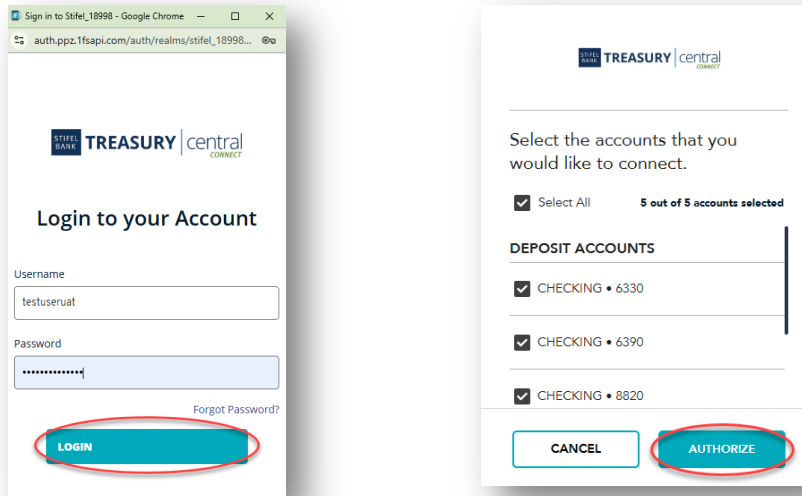 Sign in to Stifel_18998 - Google Chrome
auth.ppz.1fsapi.com/auth/realms/stifel_18998...
STIFEL BANK TREASURY central
CONNECT
Login to your Account
Username
testuseruat
Password
••••••••••••••
Forgot Password?
LOGIN
STIFEL BANK TREASURY central
CONNECT
Select the accounts that you
would like to connect.
Select All 5 out of 5 accounts selected
DEPOSIT ACCOUNTS
CHECKING • 6330
CHECKING • 6390
CHECKING • 8820
CANCEL AUTHORIZE